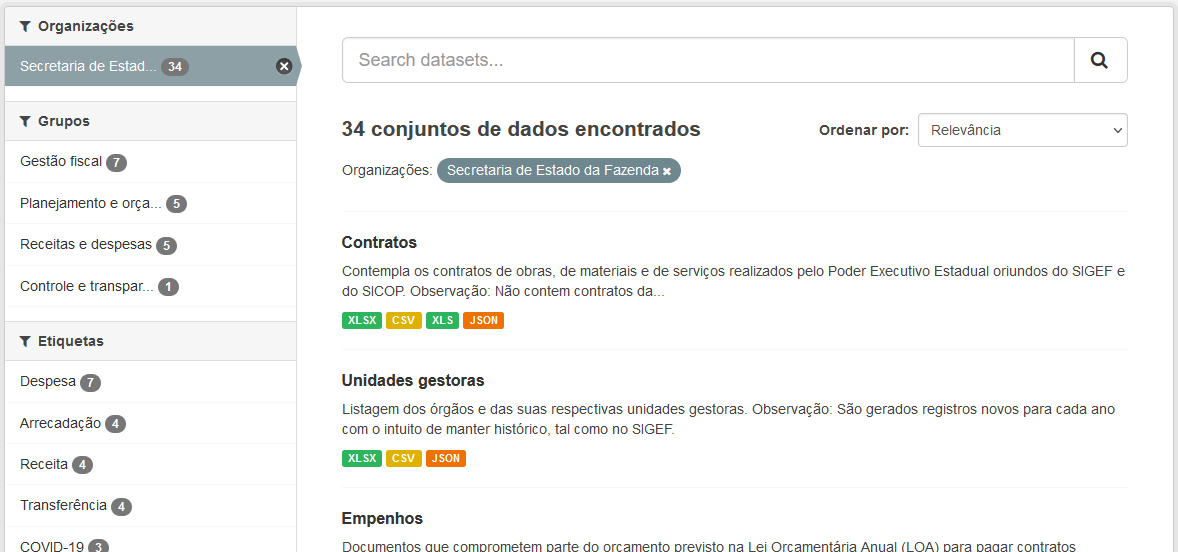 Organizações
Secretaria de Estad... 34
Grupos
Gestão fiscal 7
Planejamento e orça... 5
Receitas e despesas 5
Controle e transpar... 1
Etiquetas
Despesa 7
Arrecadação 4
Receita 4
Transferência 4
COVID-19 3
Search datasets...
34 conjuntos de dados encontrados
Ordenar por: Relevância
Organizações: Secretaria de Estado da Fazenda
Contratos
Contempla os contratos de obras, de materiais e de serviços realizados pelo Poder Executivo Estadual oriundos do SIGEF e
do SICOP. Observação: Não contem contratos da...
XLSX CSV XLS JSON
Unidades gestoras
Listagem dos órgãos e das suas respectivas unidades gestoras. Observação: São gerados registros novos para cada ano
com o intuito de manter histórico, tal como no SIGEF.
XLSX CSV JSON
Empenhos
Documentos que comprometem parte do orçamento previsto na Lei Orçamentária Anual (LOA) para pagar contratos